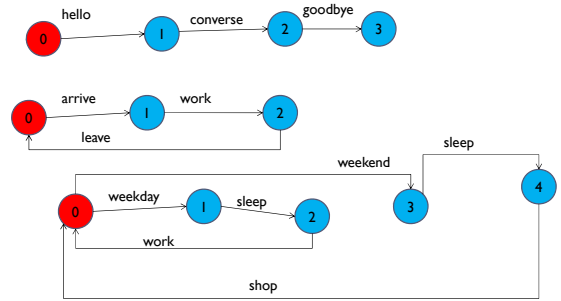 hello
converse
goodbye
0
1
2
3
arrive
work
0
1
2
leave
sleep
weekend
4
weekday
sleep
0
1
2
3
work
shop